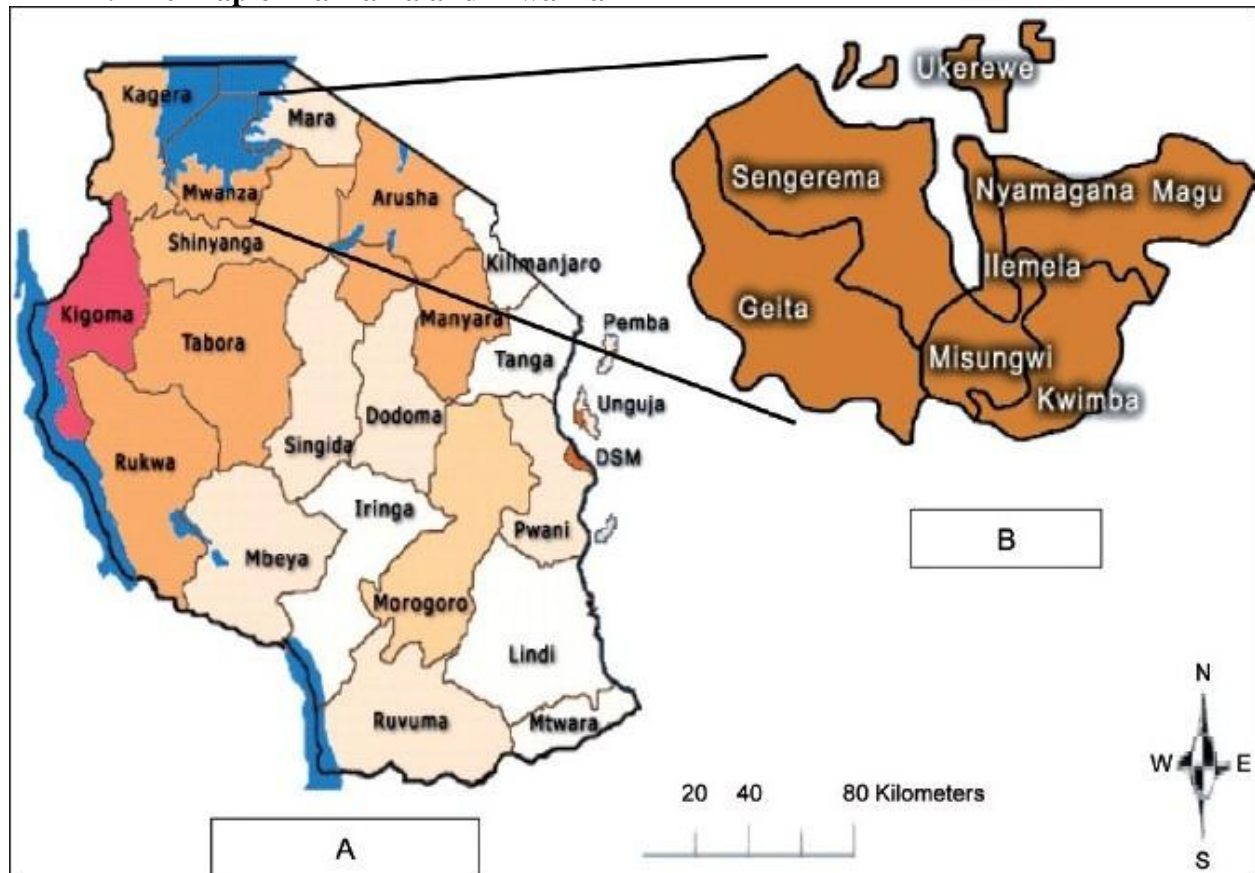 Kagera
Mara
Mwanza
Arusha
Shinyanga
Kilimanjaro
Kigoma
Tabora
Manyara
Pemba
Tanga
Unguja
Dodoma
Singida
DSM
Rukwa
Iringa
Pwani
Mbeya
Morogoro
Lindi
Ruvuma
Mtwara
A
Ukerewe
Sengerema
Nyamagana
Magu
Ilemela
Geita
Misungwi
Kwimba
B
20 40 80 Kilometers
N
W E
S